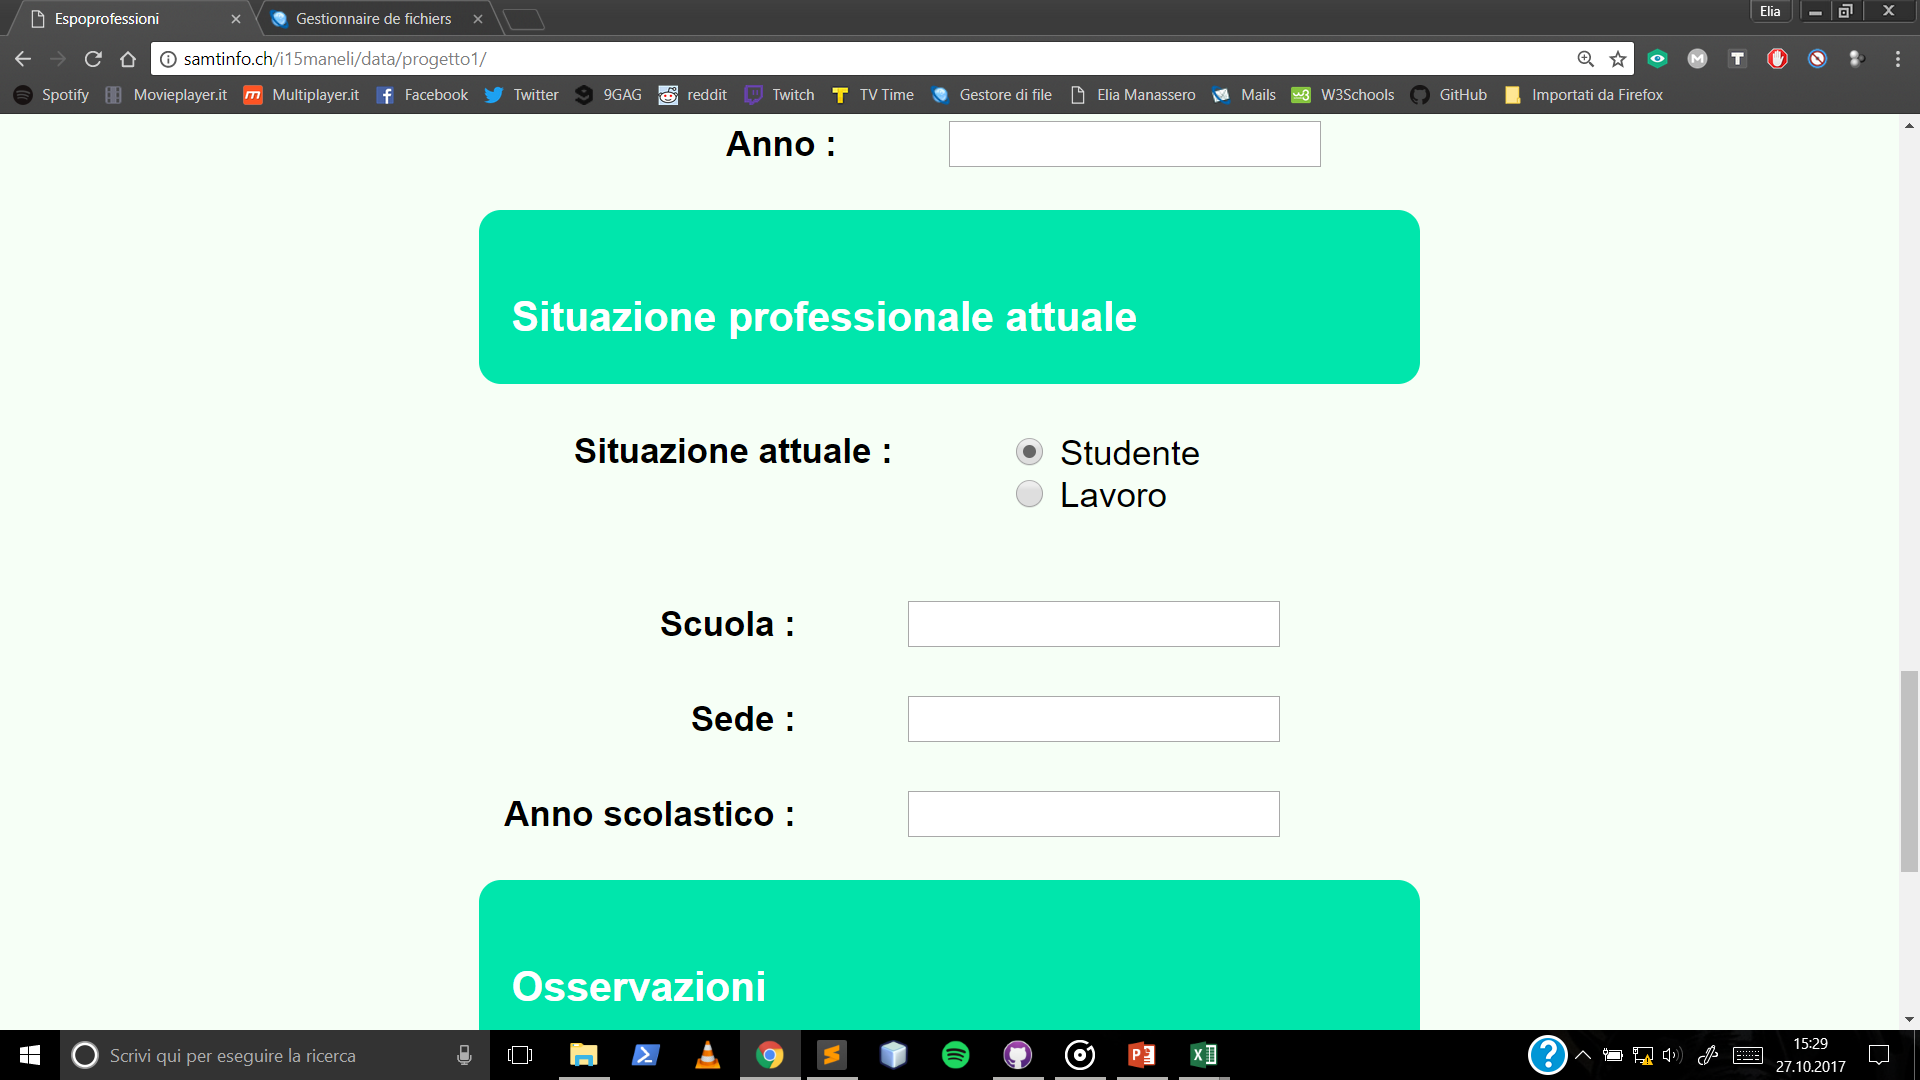 Espoprofessioni
Gestionnaire de fichiers
Elia
samtinfo.ch/i15maneli/data/progetto1/
Spotify Movieplayer.it Multiplayer.it Facebook Twitter 9GAG reddit Twitch TV Time Gestore di file Elia Manassero Mails W3Schools GitHub Importati da Firefox
Anno :
Situazione professionale attuale
Situazione attuale :
Studente
Lavoro
Scuola :
Sede :
Anno scolastico :
Osservazioni
Scrivi qui per eseguire la ricerca
15:29
27.10.2017